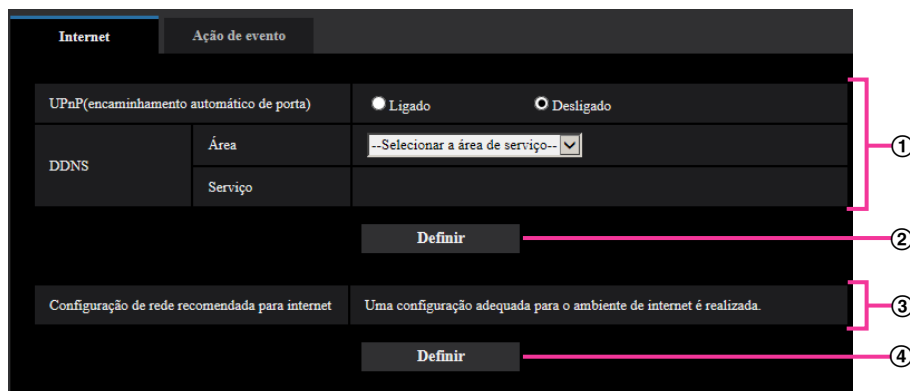 Internet
Ação de evento
UPnP(encaminhamento automático de porta)
Ligado
Desligado
DDNS
Área
--Selecionar a área de serviço--
Serviço
①
Definir
②
Configuração de rede recomendada para internet
Uma configuração adequada para o ambiente de internet é realizada.
③
Definir
④